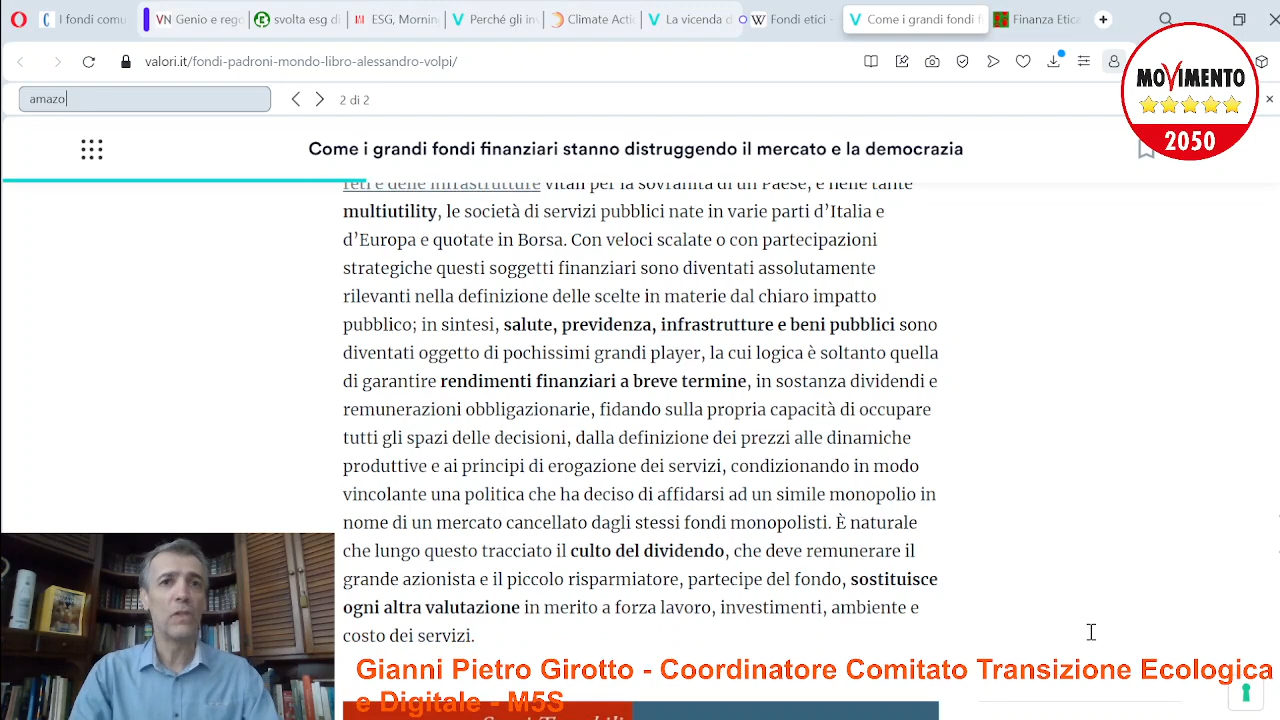 I fondi comu
VN Genio e rego
svolta esg di
ESG, Mornin
Perché gli in
Climate Actio
La vicenda d
Fondi etici -
Come i grandi fondi f
Finanza Etica
valori.it/fondi-padroni-mondo-libro-alessandro-volpi/
amazo
2 di 2
MOVIMENTO
2050
Come i grandi fondi finanziari stanno distruggendo il mercato e la democrazia
reti e delle infrastrutture vitali per la sovranità di un Paese, e nelle tante
multiutility, le società di servizi pubblici nate in varie parti d'Italia e
d'Europa e quotate in Borsa. Con veloci scalate o con partecipazioni
strategiche questi soggetti finanziari sono diventati assolutamente
rilevanti nella definizione delle scelte in materie dal chiaro impatto
pubblico; in sintesi, salute, previdenza, infrastrutture e beni pubblici sono
diventati oggetto di pochissimi grandi player, la cui logica è soltanto quella
di garantire rendimenti finanziari a breve termine, in sostanza dividendi e
remunerazioni obbligazionarie, fidando sulla propria capacità di occupare
tutti gli spazi delle decisioni, dalla definizione dei prezzi alle dinamiche
produttive e ai principi di erogazione dei servizi, condizionando in modo
vincolante una politica che ha deciso di affidarsi ad un simile monopolio in
nome di un mercato cancellato dagli stessi fondi monopolisti. È naturale
che lungo questo tracciato il culto del dividendo, che deve remunerare il
grande azionista e il piccolo risparmiatore, partecipe del fondo, sostituisce
ogni altra valutazione in merito a forza lavoro, investimenti, ambiente e
costo dei servizi.
Gianni Pietro Girotto - Coordinatore Comitato Transizione Ecologica
e Digitale - M5S